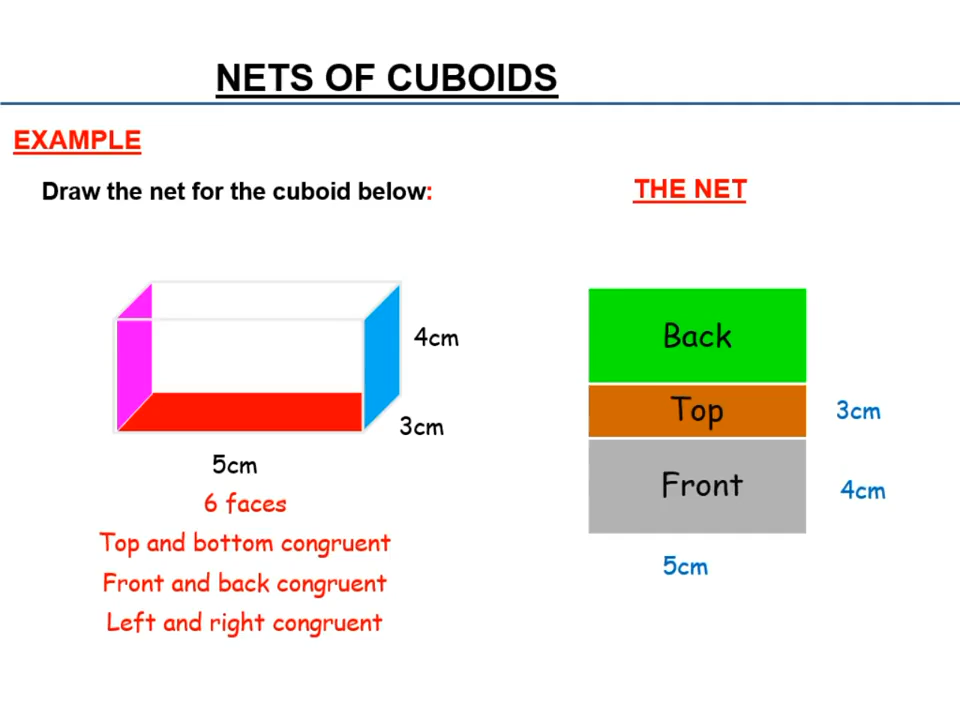 NETS OF CUBOIDS
EXAMPLE
Draw the net for the cuboid below:
THE NET
4cm
3cm
5cm
6 faces
Top and bottom congruent
Front and back congruent
Left and right congruent
Back
Top
3cm
Front
4cm
5cm